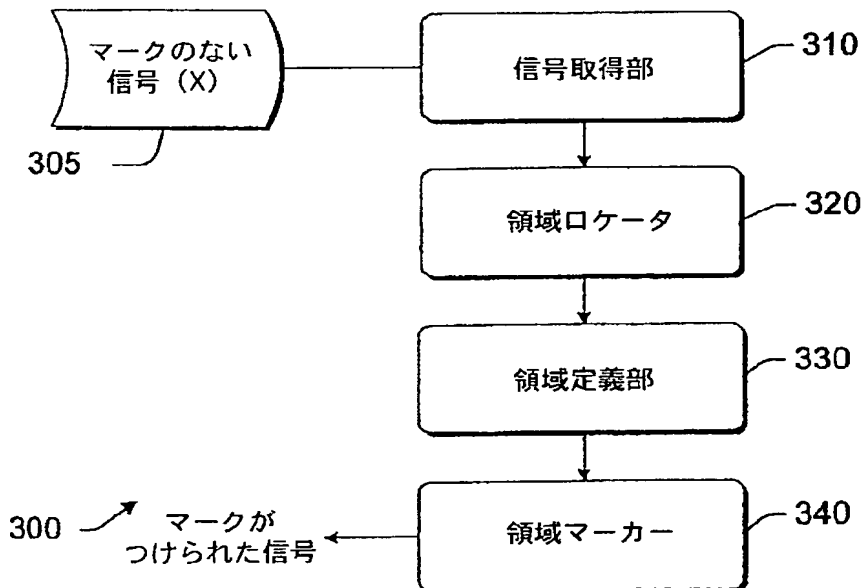 マークのない
信号（X）
305
信号取得部
310
領域ロケータ
320
領域定義部
330
領域マーカー
340
300
マークが
つけられた信号